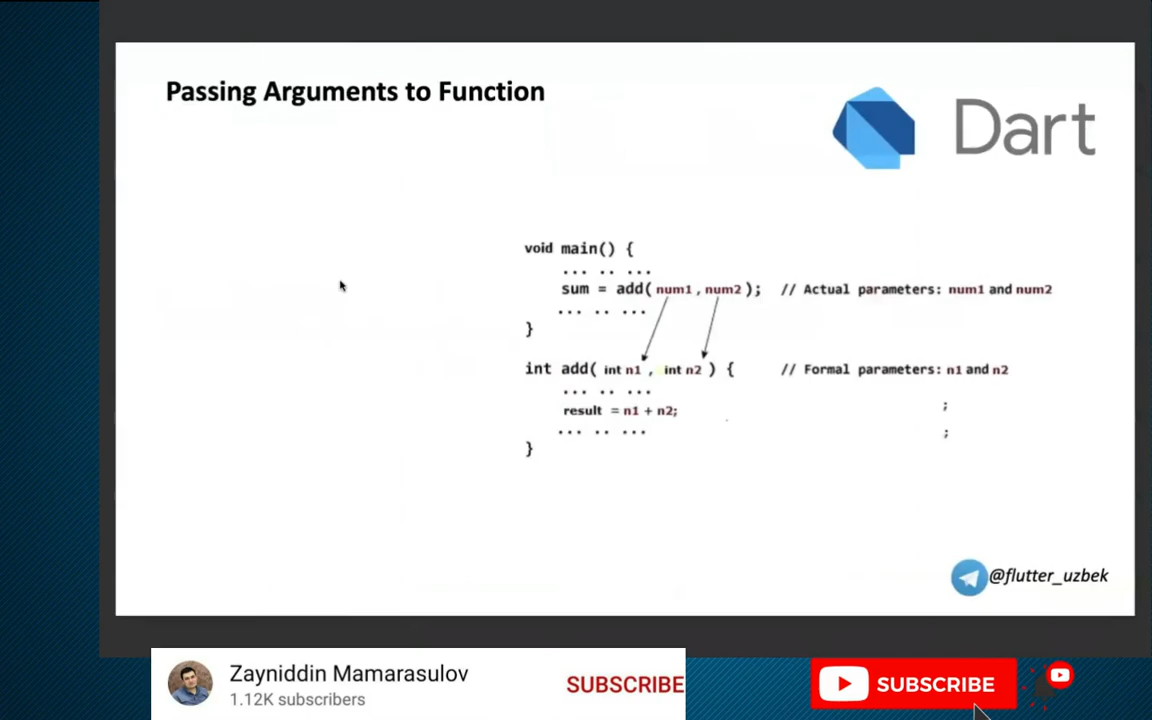 Passing Arguments to Function
Dart
void main() {
... .. ...
sum = add( num1 , num2 ); // Actual parameters: num1 and num2
... .. ...
}
int add( int n1 , int n2 ) { // Formal parameters: n1 and n2
... .. ...
;
result = n1 + n2;
... .. ...
;
}
@flutter_uzbek
Zayniddin Mamarasulov
1.12K subscribers
SUBSCRIBE
SUBSCRIBE